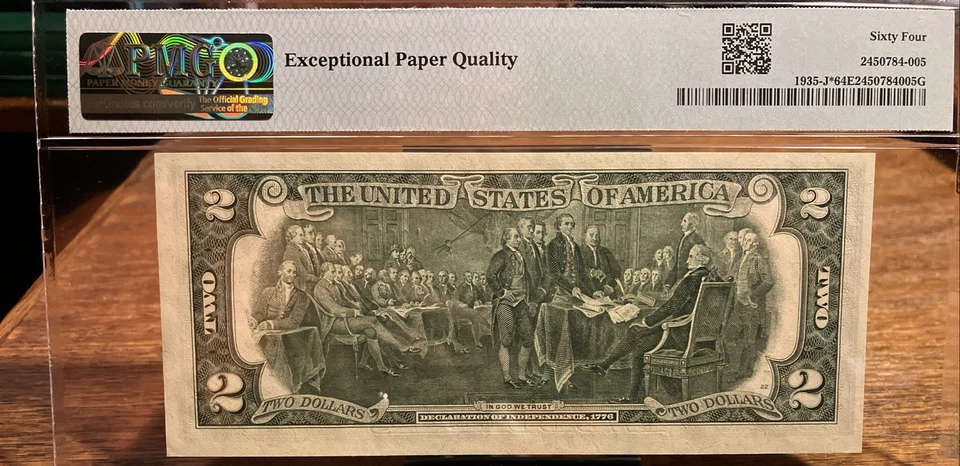 PMG
PAPER MONEY GUARANTY
The Official Grading
Service of the
Exceptional Paper Quality
Sixty Four
2450784-005
1935-J*64E2450784005G
THE UNITED STATES OF AMERICA
2
2
TWO
TWO
2
2
22
TWO DOLLARS
IN GOD WE TRUST
TWO DOLLARS
DECLARATION OF INDEPENDENCE, 1776